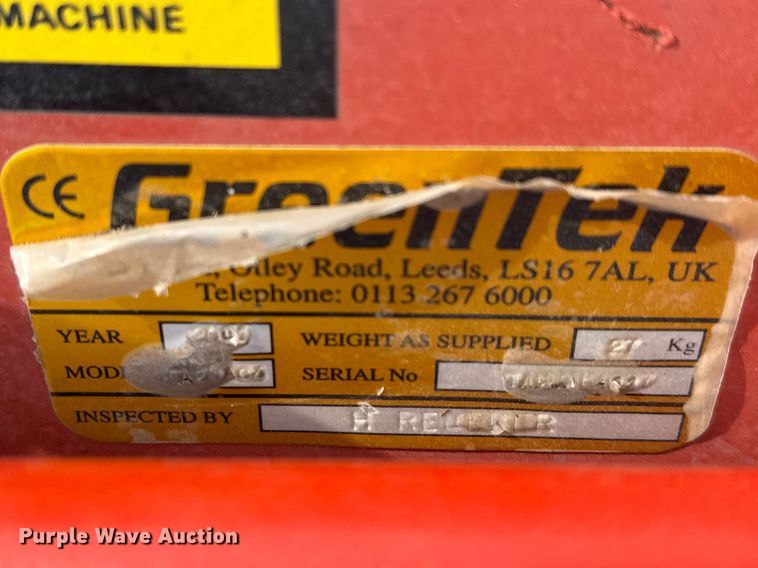 MACHINE
CE GreenTek
Otley Road, Leeds, LS16 7AL, UK
Telephone: 0113 267 6000
YEAR WEIGHT AS SUPPLIED 27 Kg
SERIAL No
INSPECTED BY H
Purple Wave Auction